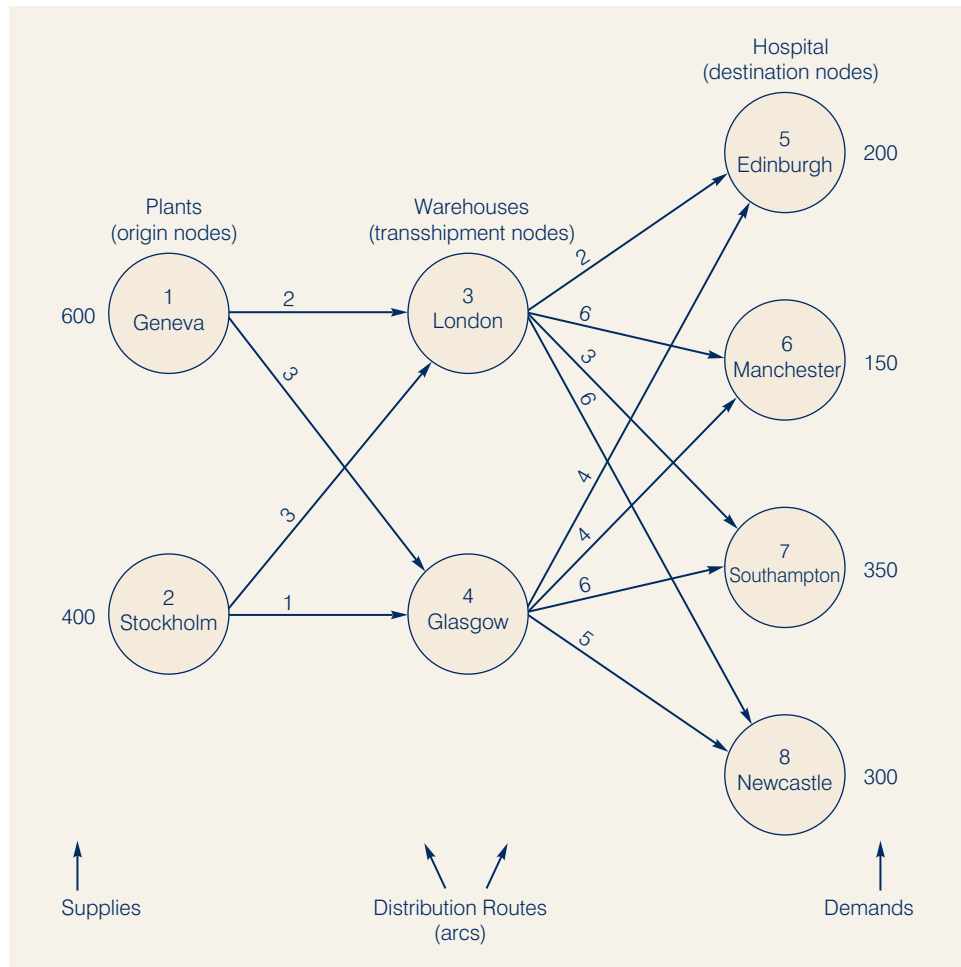 Hospital
(destination nodes)
5
Edinburgh
200
Plants
(origin nodes)
Warehouses
(transshipment nodes)
2
600
1
Geneva
2
3
London
6
6
Manchester
150
3
3
6
4
3
4
400
2
Stockholm
1
4
Glasgow
6
7
Southampton
350
5
8
Newcastle
300
Supplies
Distribution Routes
(arcs)
Demands